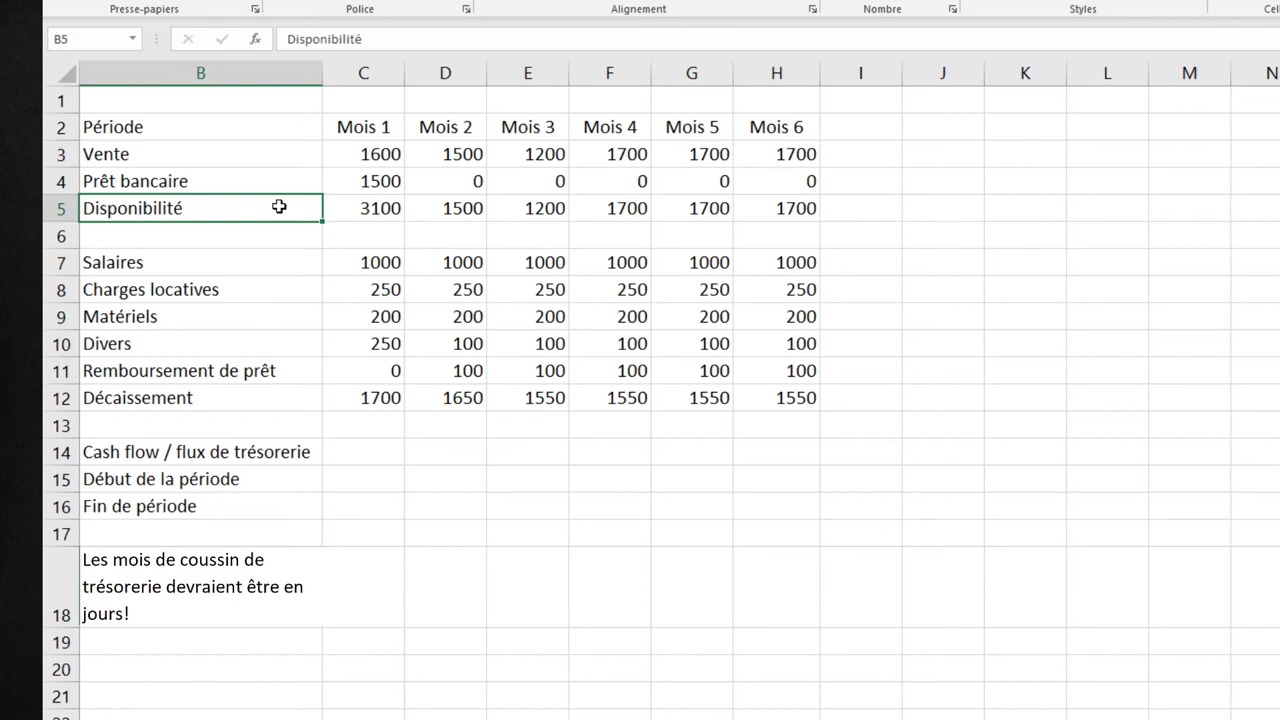 Presse-papiers Police Alignement Nombre Styles Cel
B5 fx Disponibilité
B C D E F G H I J K L M N
1
2 Période Mois 1 Mois 2 Mois 3 Mois 4 Mois 5 Mois 6
3 Vente 1600 1500 1200 1700 1700 1700
4 Prêt bancaire 1500 0 0 0 0 0
5 Disponibilité 3100 1500 1200 1700 1700 1700
6
7 Salaires 1000 1000 1000 1000 1000 1000
8 Charges locatives 250 250 250 250 250 250
9 Matériels 200 200 200 200 200 200
10 Divers 250 100 100 100 100 100
11 Remboursement de prêt 0 100 100 100 100 100
12 Décaissement 1700 1650 1550 1550 1550 1550
13
14 Cash flow / flux de trésorerie
15 Début de la période
16 Fin de période
17
Les mois de coussin de
trésorerie devraient être en
18 jours!
19
20
21